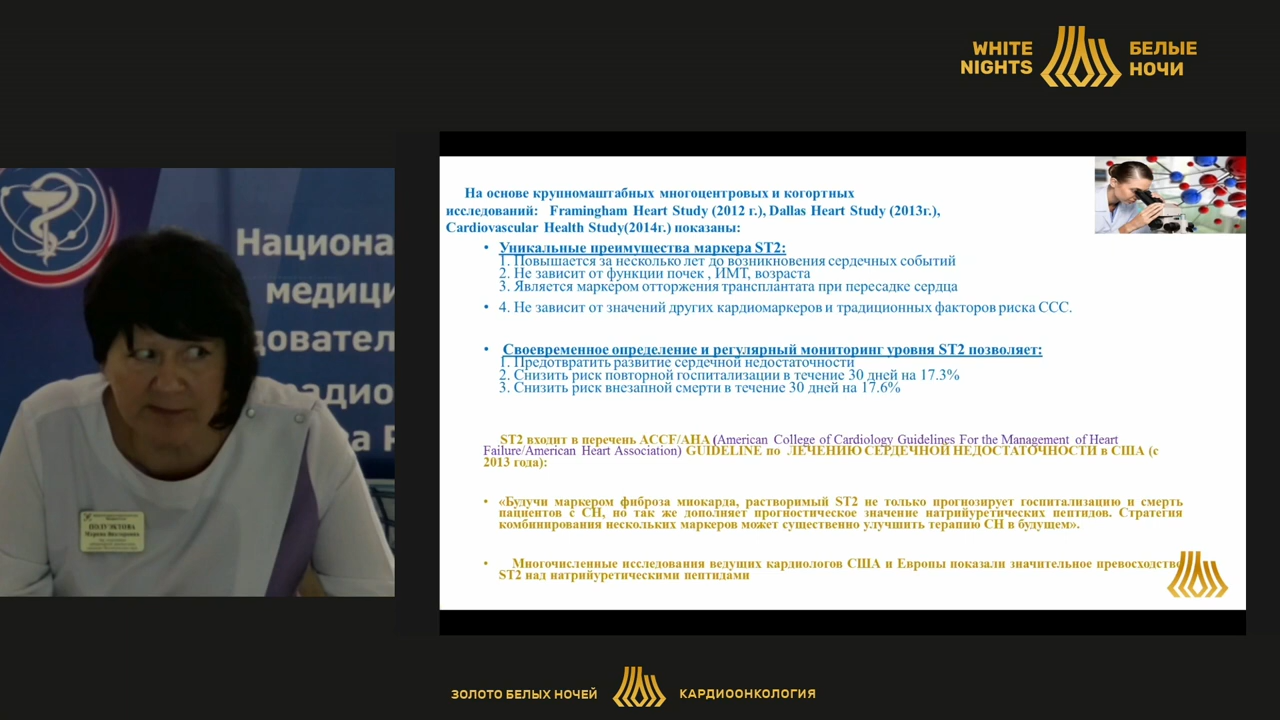 WHITE
NIGHTS
БЕЛЫЕ
НОЧИ
Национа
медици
довател
радио
ва Р
ПОЛУЭКТОВА
Марина Викторовна
На основе крупномаштабных многоцентровых и когортных
исследований: Framingham Heart Study (2012 г.), Dallas Heart Study (2013г.),
Cardiovascular Health Study(2014г.) показаны:
• Уникальные преимущества маркера ST2:
1. Повышается за несколько лет до возникновения сердечных событий
2. Не зависит от функции почек , ИМТ, возраста
3. Является маркером отторжения трансплантата при пересадке сердца
• 4. Не зависит от значений других кардиомаркеров и традиционных факторов риска ССС.
• Своевременное определение и регулярный мониторинг уровня ST2 позволяет:
1. Предотвратить развитие сердечной недостаточности
2. Снизить риск повторной госпитализации в течение 30 дней на 17.3%
3. Снизить риск внезапной смерти в течение 30 дней на 17.6%
ST2 входит в перечень ACCF/AHA (American College of Cardiology Guidelines For the Management of Heart
Failure/American Heart Association) GUIDELINE по ЛЕЧЕНИЮ СЕРДЕЧНОЙ НЕДОСТАТОЧНОСТИ в США (с
2013 года):
• «Будучи маркером фиброза миокарда, растворимый ST2 не только прогнозирует госпитализацию и смерть
пациентов с СН, но так же дополняет прогностическое значение натрийуретических пептидов. Стратегия
комбинирования нескольких маркеров может существенно улучшить терапию СН в будущем».
• Многочисленные исследования ведущих кардиологов США и Европы показали значительное превосходство
ST2 над натрийуретическими пептидами
ЗОЛОТО БЕЛЫХ НОЧЕЙ
КАРДИООНКОЛОГИЯ